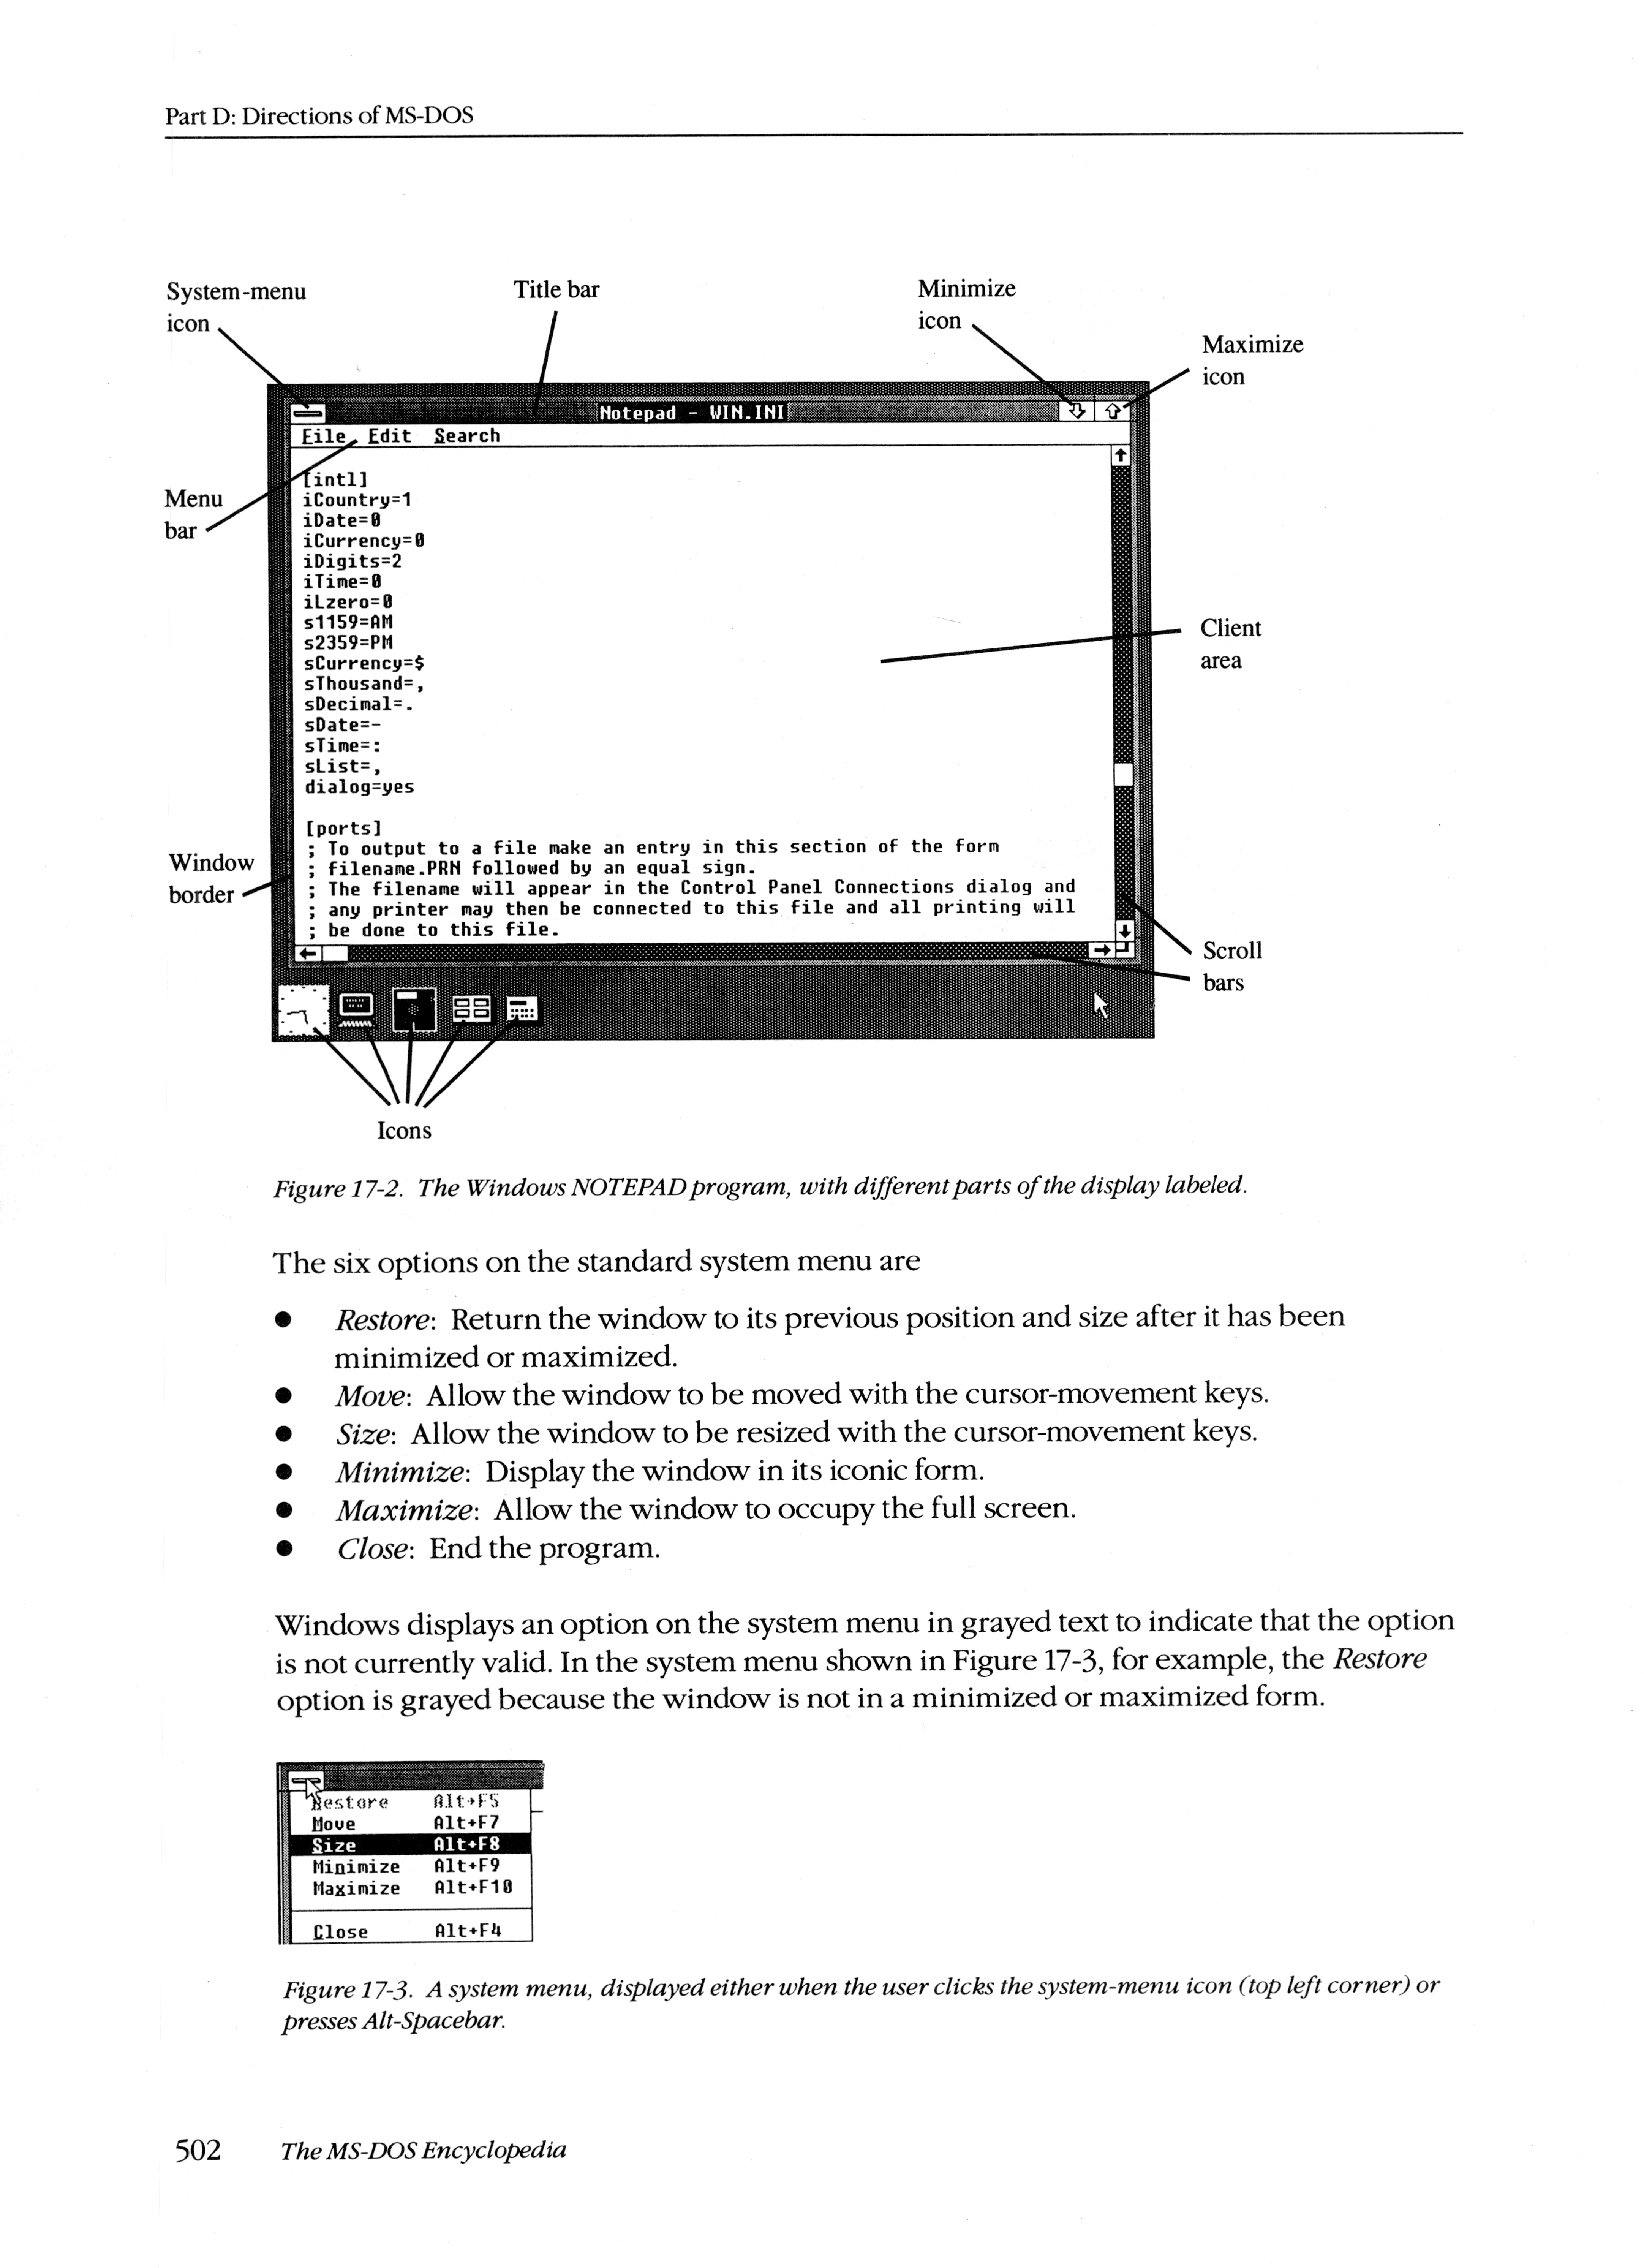 Part D: Directions of MS-DOS
System-menu
icon
Title bar
Minimize
icon
Maximize
icon
Notepad - WIN.INI
File Edit Search
Menu
bar
[intl]
iCountry=1
iDate=0
iCurrency=0
iDigits=2
iTime=0
iLzero=0
s1159=AM
s2359=PM
sCurrency=$
sThousand=,
sDecimal=.
sDate=-
sTime=:
sList=,
dialog=yes
Client
area
[ports]
; To output to a file make an entry in this section of the form
; filename.PRN followed by an equal sign.
; The filename will appear in the Control Panel Connections dialog and
; any printer may then be connected to this file and all printing will
; be done to this file.
Window
border
Scroll
bars
Icons
Figure 17-2. The Windows NOTEPAD program, with different parts of the display labeled.
The six options on the standard system menu are
● Restore: Return the window to its previous position and size after it has been
minimized or maximized.
● Move: Allow the window to be moved with the cursor-movement keys.
● Size: Allow the window to be resized with the cursor-movement keys.
● Minimize: Display the window in its iconic form.
● Maximize: Allow the window to occupy the full screen.
● Close: End the program.
Windows displays an option on the system menu in grayed text to indicate that the option
is not currently valid. In the system menu shown in Figure 17-3, for example, the Restore
option is grayed because the window is not in a minimized or maximized form.
Restore Alt+F5
Move Alt+F7
Size Alt+F8
Minimize Alt+F9
Maximize Alt+F10
Close Alt+F4
Figure 17-3. A system menu, displayed either when the user clicks the system-menu icon (top left corner) or
presses Alt-Spacebar.
502 The MS-DOS Encyclopedia